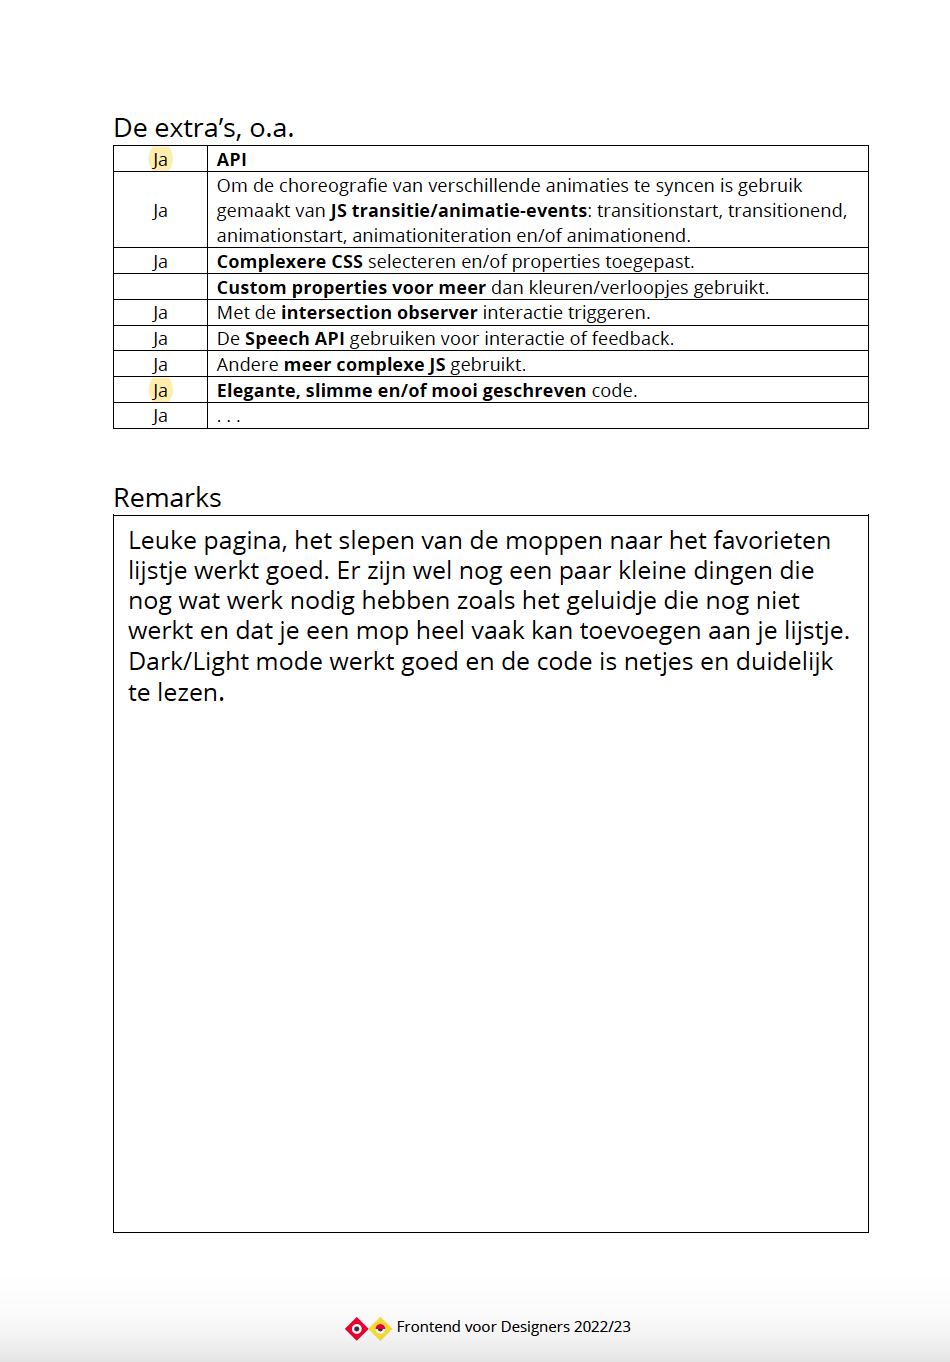 De extra’s, o.a.
Ja API
Ja Om de choreografie van verschillende animaties te syncen is gebruik
gemaakt van JS transitie/animatie-events: transitionstart, transitionend,
animationstart, animationiteration en/of animationend.
Ja Complexere CSS selecteren en/of properties toegepast.
Custom properties voor meer dan kleuren/verloopjes gebruikt.
Ja Met de intersection observer interactie triggeren.
Ja De Speech API gebruiken voor interactie of feedback.
Ja Andere meer complexe JS gebruikt.
Ja Elegante, slimme en/of mooi geschreven code.
Ja . . .
Remarks
Leuke pagina, het slepen van de moppen naar het favorieten
lijstje werkt goed. Er zijn wel nog een paar kleine dingen die
nog wat werk nodig hebben zoals het geluidje die nog niet
werkt en dat je een mop heel vaak kan toevoegen aan je lijstje.
Dark/Light mode werkt goed en de code is netjes en duidelijk
te lezen.
Frontend voor Designers 2022/23